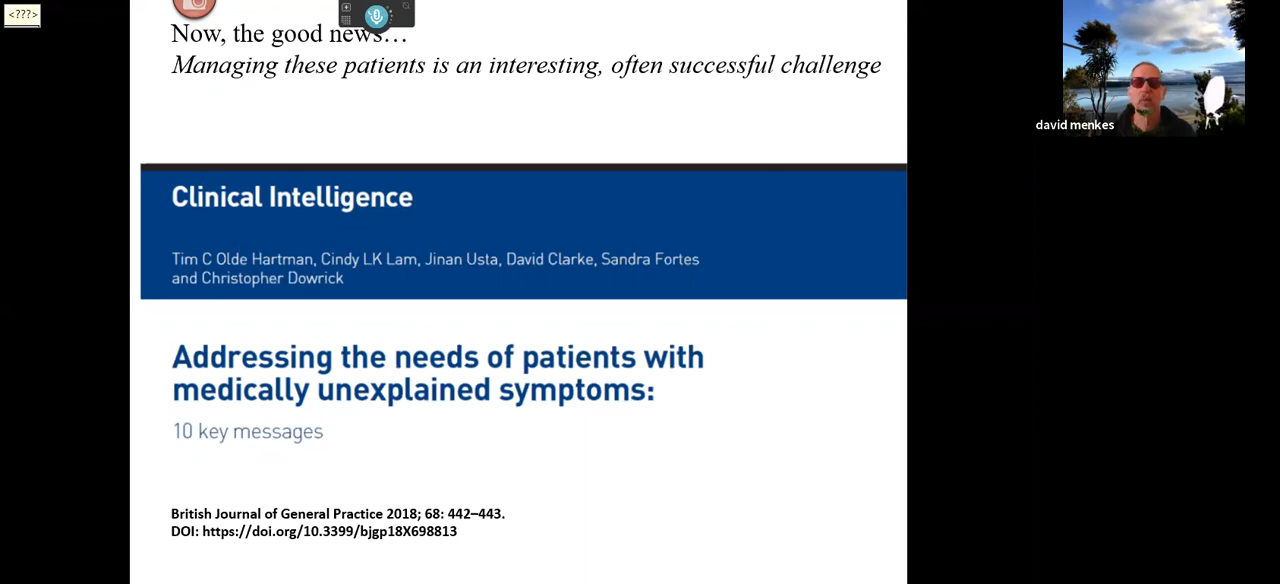 <???>
Now, the good news…
Managing these patients is an interesting, often successful challenge
david menkes
Clinical Intelligence
Tim C Olde Hartman, Cindy LK Lam, Jinan Usta, David Clarke, Sandra Fortes
and Christopher Dowrick
Addressing the needs of patients with
medically unexplained symptoms:
10 key messages
British Journal of General Practice 2018; 68: 442–443.
DOI: https://doi.org/10.3399/bjgp18X698813